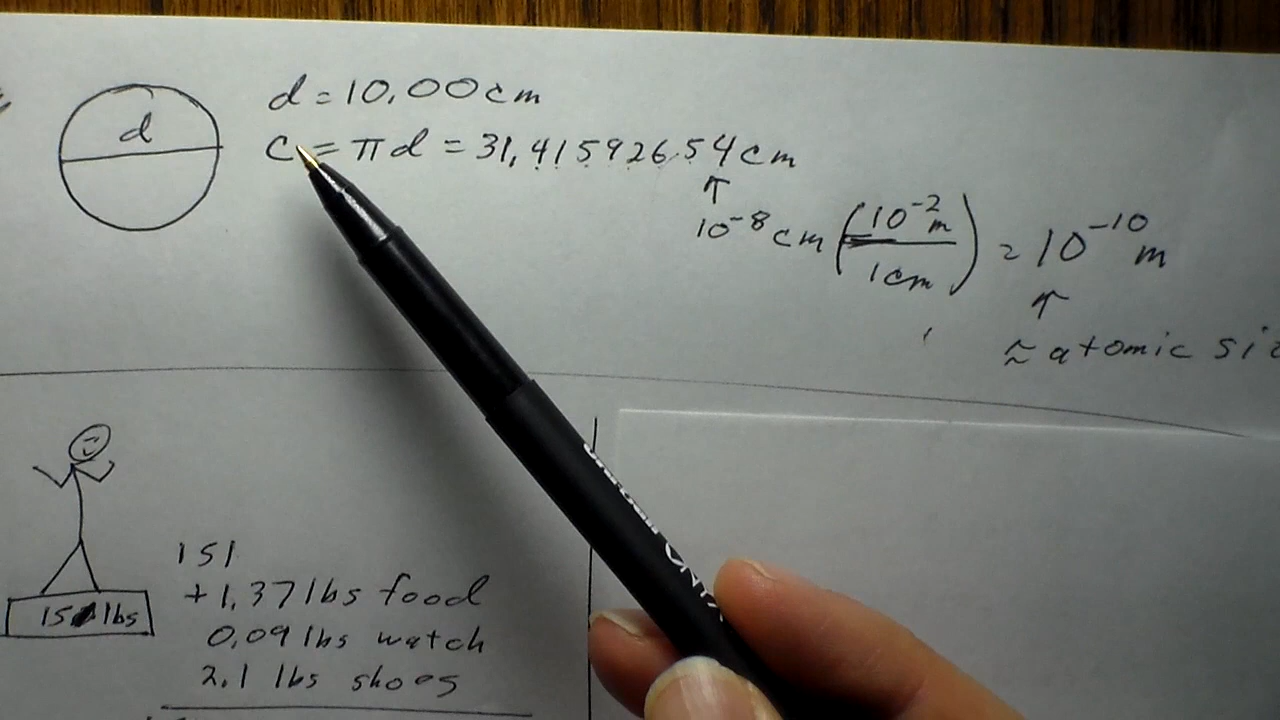 d
d = 10.00 cm
c = πd = 31.41592654 cm
↑
10⁻⁸ cm (10⁻² m / 1 cm) = 10⁻¹⁰ m
↑
≈ atomic
lbs
151
+ 1.37 lbs food
0.09 lbs watch
2.1 lbs shoes